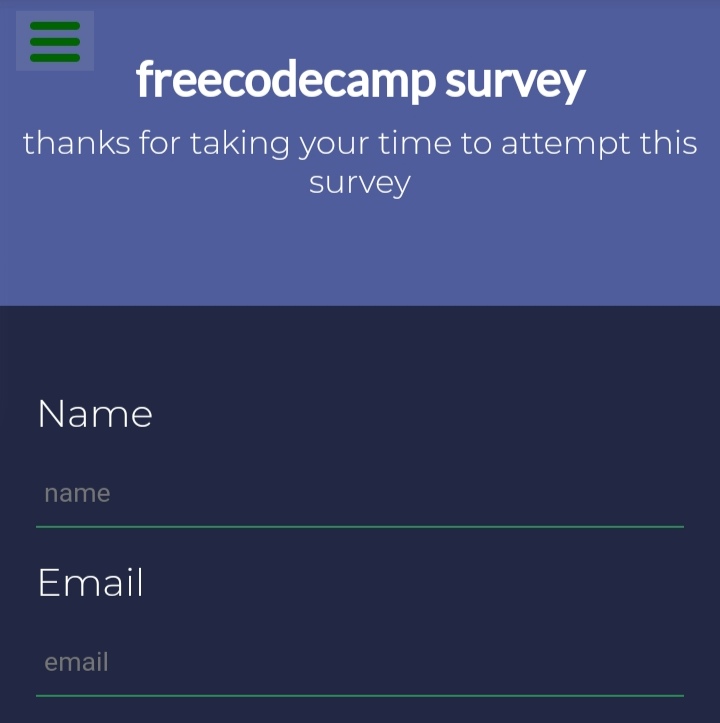 freecodecamp survey
thanks for taking your time to attempt this
survey
Name
name
Email
email